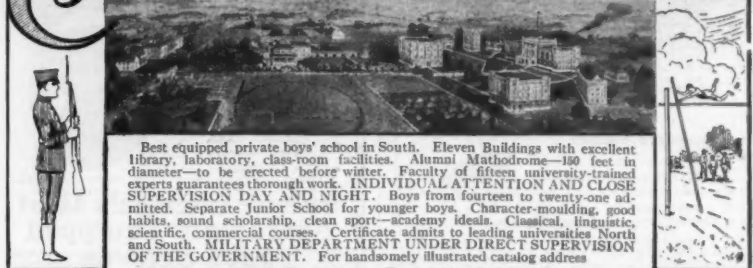 Best equipped private boys' school in South. Eleven Buildings with excellent
library, laboratory, class-room facilities. Alumni Mathodrome—150 feet in
diameter—to be erected before winter. Faculty of fifteen university-trained
experts guarantees thorough work. INDIVIDUAL ATTENTION AND CLOSE
SUPERVISION DAY AND NIGHT. Boys from fourteen to twenty-one ad-
mitted. Separate Junior School for younger boys. Character-moulding, good
habits, sound scholarship, clean sport—academy ideals. Classical, linguistic,
scientific, commercial courses. Certificate admits to leading universities North
and South. MILITARY DEPARTMENT UNDER DIRECT SUPERVISION
OF THE GOVERNMENT. For handsomely illustrated catalog address